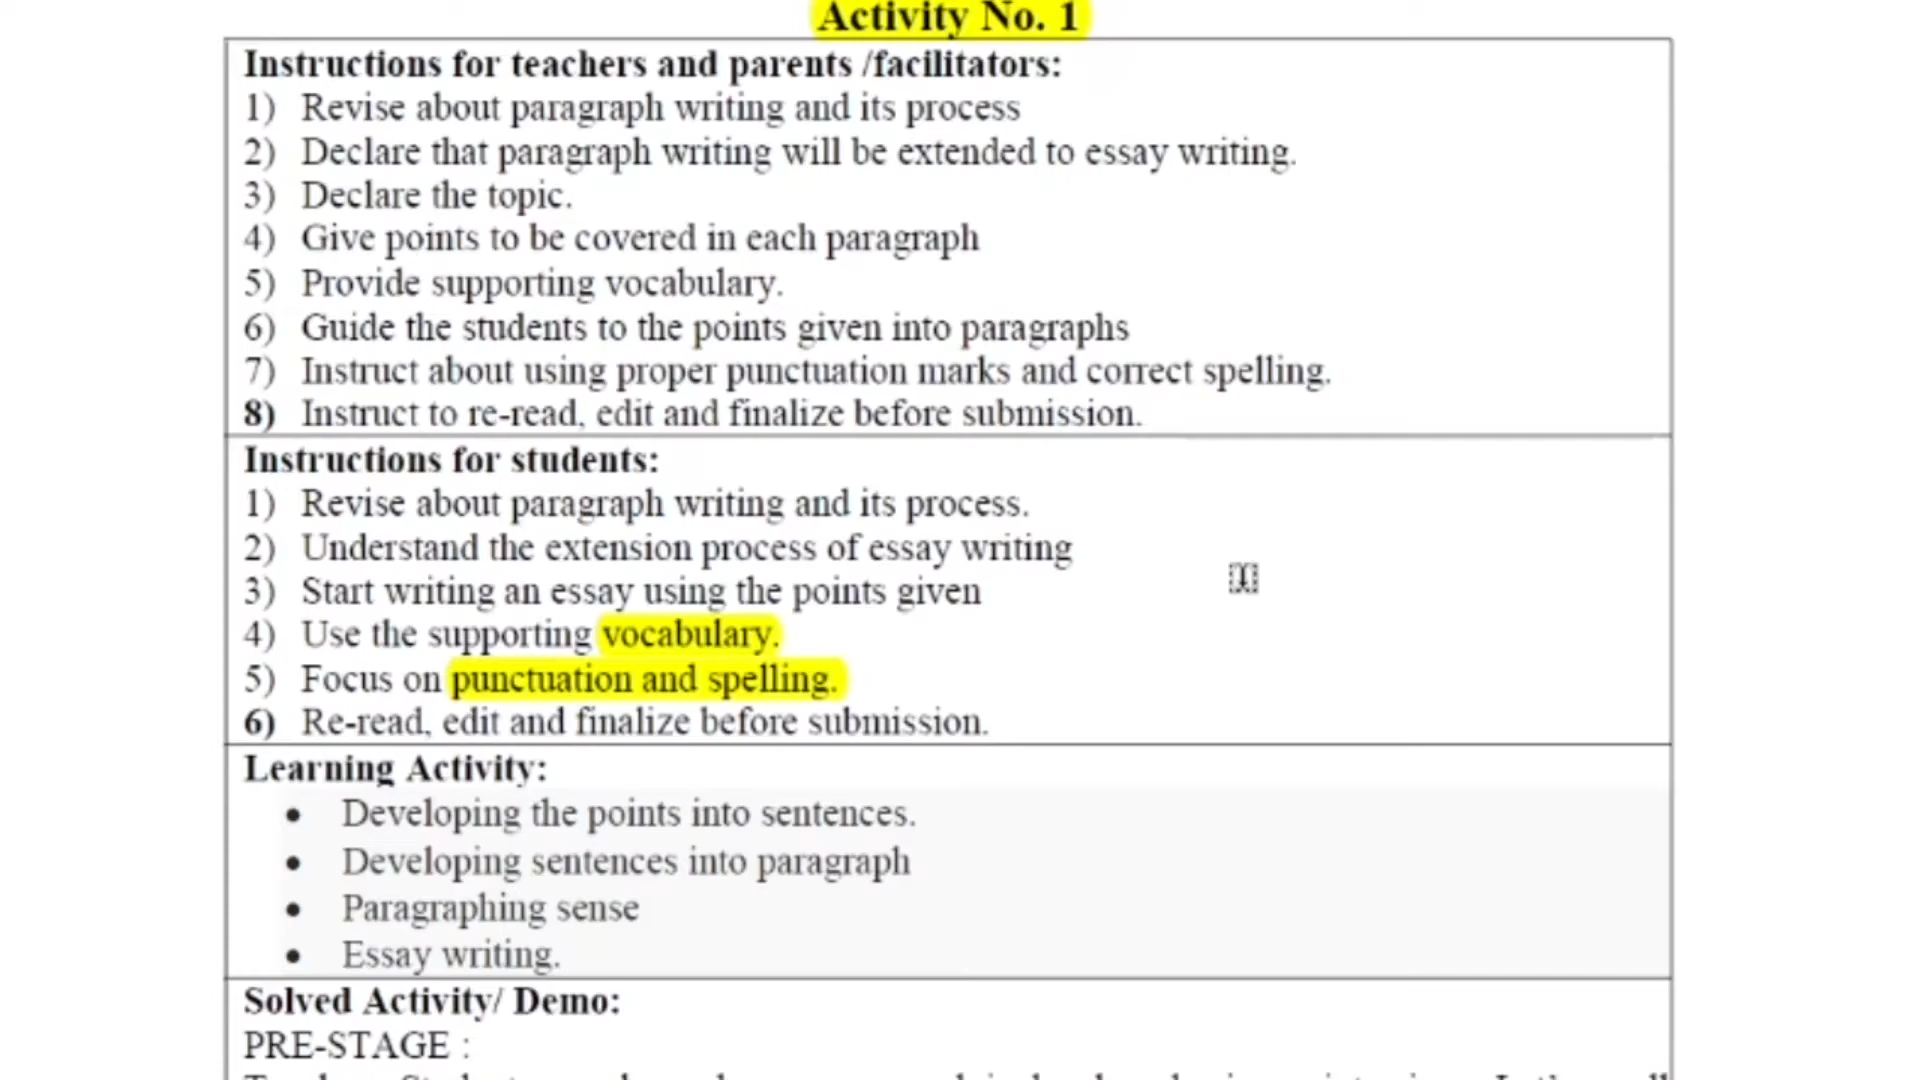 Activity No. 1
Instructions for teachers and parents /facilitators:
1) Revise about paragraph writing and its process
2) Declare that paragraph writing will be extended to essay writing.
3) Declare the topic.
4) Give points to be covered in each paragraph
5) Provide supporting vocabulary.
6) Guide the students to the points given into paragraphs
7) Instruct about using proper punctuation marks and correct spelling.
8) Instruct to re-read, edit and finalize before submission.
Instructions for students:
1) Revise about paragraph writing and its process.
2) Understand the extension process of essay writing
3) Start writing an essay using the points given
4) Use the supporting vocabulary.
5) Focus on punctuation and spelling.
6) Re-read, edit and finalize before submission.
Learning Activity:
• Developing the points into sentences.
• Developing sentences into paragraph
• Paragraphing sense
• Essay writing.
Solved Activity/ Demo:
PRE-STAGE :